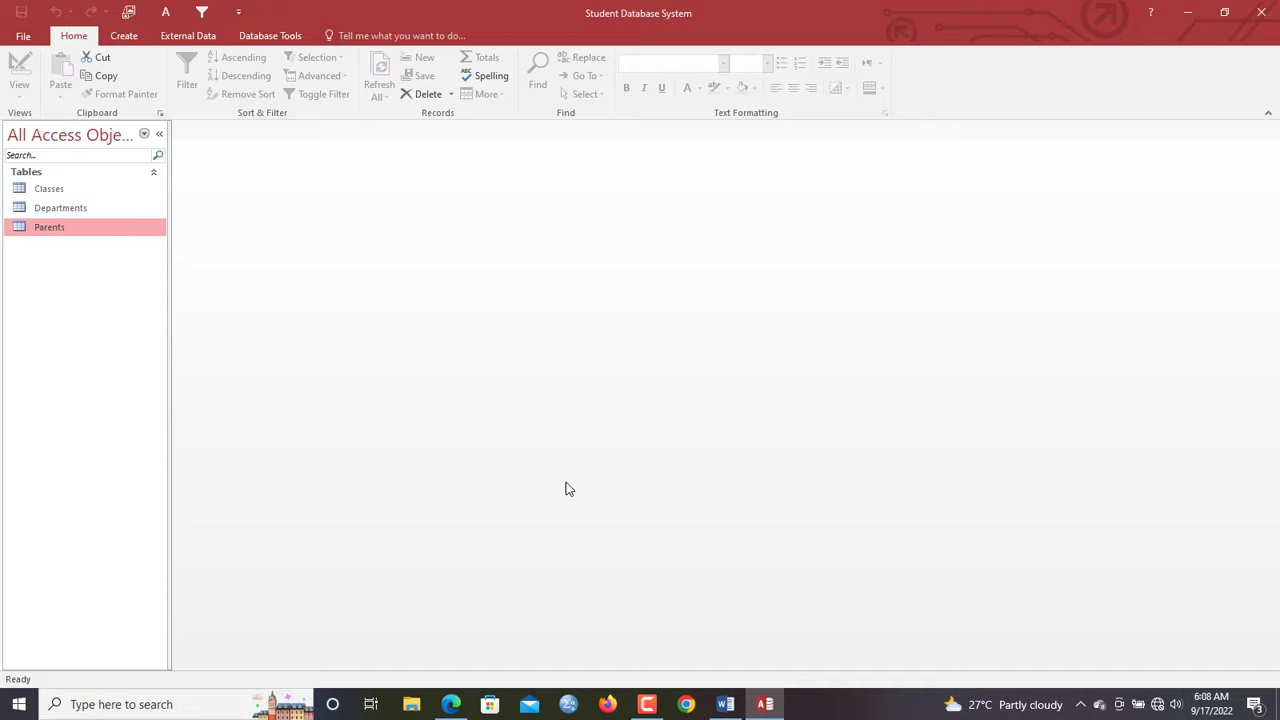 Student Database System
File Home Create External Data Database Tools Tell me what you want to do...
View
Views
Paste
Cut
Copy
Format Painter
Clipboard
Filter
Ascending
Descending
Remove Sort
Selection
Advanced
Toggle Filter
Sort & Filter
Refresh
All
New
Save
Delete
Totals
Spelling
More
Records
Find
Replace
Go To
Select
Find
B I U A
Text Formatting
All Access Obje...
Search...
Tables
Classes
Departments
Parents
Ready
Type here to search
27°C Partly cloudy
6:08 AM
9/17/2022
3